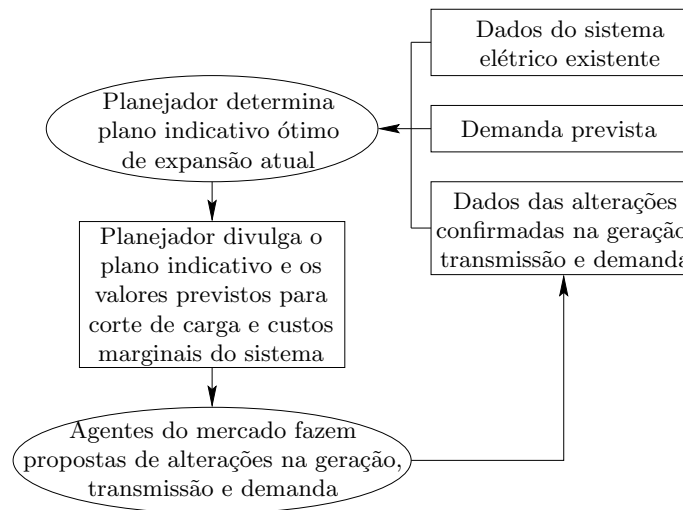 Dados do sistema
elétrico existente
Planejador determina
plano indicativo ótimo
de expansão atual
Demanda prevista
Dados das alterações
confirmadas na geração,
transmissão e demanda
Planejador divulga o
plano indicativo e os
valores previstos para
corte de carga e custos
marginais do sistema
Agentes do mercado fazem
propostas de alterações na geração,
transmissão e demanda